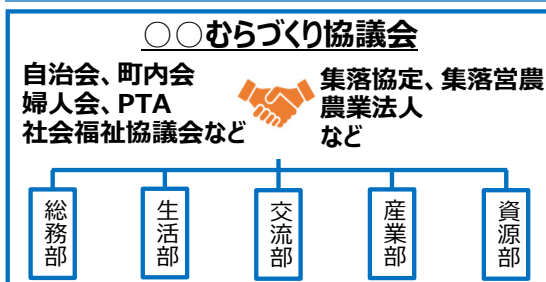 ○○むらづくり協議会
自治会、町内会
婦人会、PTA
社会福祉協議会など
集落協定、集落営農
農業法人
など
総務部
生活部
交流部
産業部
資源部